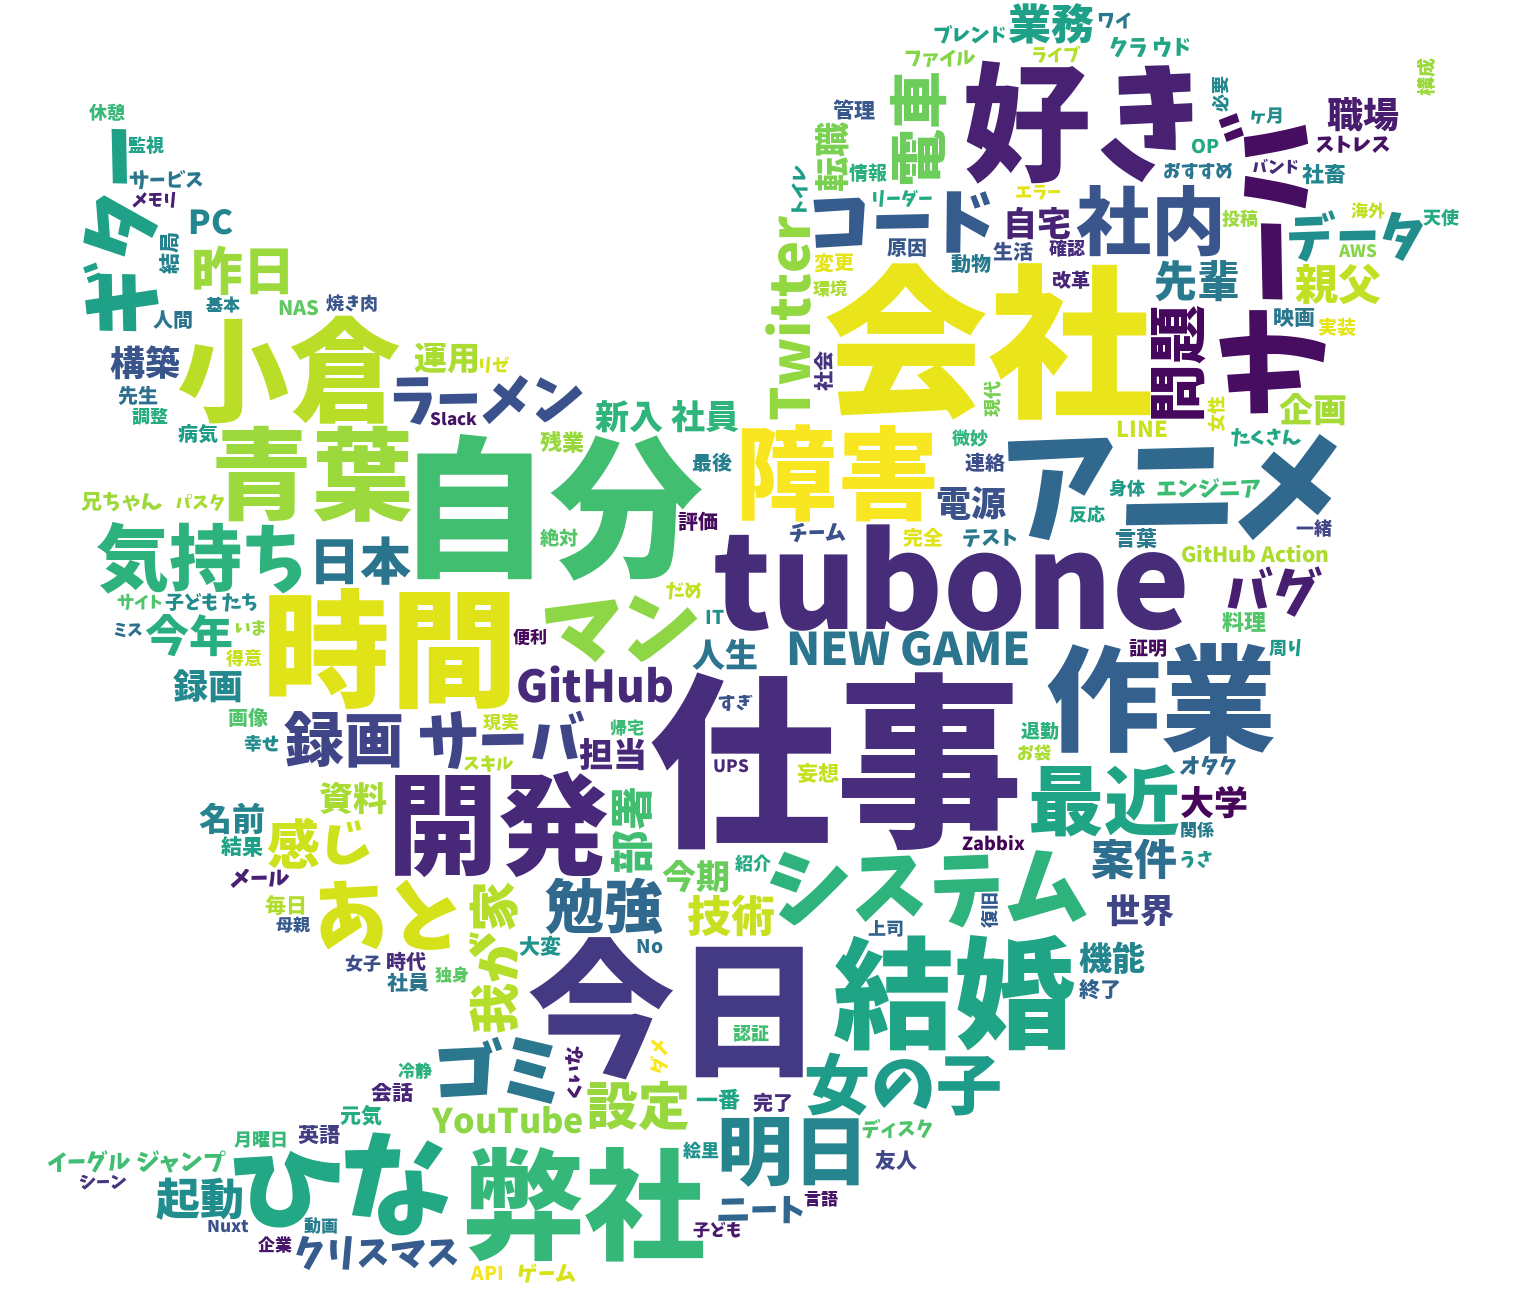 業務
ワイ
ブレンド
クラウド
ファイル
ライブ
好き
構成
電車
必要
管理
休憩
ケ月
職場
転職
監視
OP
ストレス
ギター
サービス
情報
おすすめ
バンド
社畜
メモリ
トイレ
リーダー
エラー
ジジーキ
PC
コード
自宅
社内
投稿
海外
天使
データ
結局
原因
生活
確認
AWS
昨日
変更
動物
改革
先輩
親父
Twitter
環境
会社
NAS
焼き肉
基本
人間
映画
実装
小倉
構築
運用
リゼ
社会
問題
先生
ラーメン
現代
女性
企画
調整
Slack
新入社員
LINE
病気
青葉
自分
残業
障害
微妙
アニメ
たくさん
最後
連絡
兄ちゃん
パスタ
電源
身体
エンジニア
評価
反応
一緒
気持ち
日本
絶対
チーム
完全
テスト
言葉
tubone
GitHub Action
バグ
サイト
子どもたち
時間
マン
だめ
IT
料理
ミス
今年
いま
便利
NEW GAME
人生
証明
周り
得意
録画
GitHub
仕事
作業
画像
すぎ
録画
サーバ
現実
帰宅
退勤
幸せ
担当
お袋
スキル
UPS
妄想
オタク
開発
最近
大学
資料
部署
名前
感じ
関係
結果
Zabbix
案件
うさ
メール
今期
紹介
システム
毎日
あと
我が家
勉強
技術
復旧
世界
母親
上司
大変
No
女子
時代
今日
結婚
機能
社員
独身
終了
認証
ゴミ
くいな
ダメ
冷静
女の子
会話
設定
一番
完了
元気
YouTube
明日
ディスク
月曜日
英語
イーグルジャンプ
ひな
弊社
絵里
友人
シーン
起動
ニート
言語
Nuxt
動画
子ども
企業
クリスマス
API
ゲーム